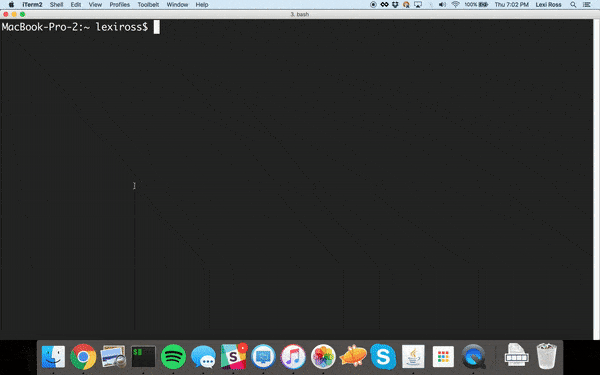 iTerm2 Shell Edit View Profiles Toolbelt Window Help 100% Thu 7:02 PM Lexi Ross
3. bash
MacBook-Pro-2:~ lexiross$